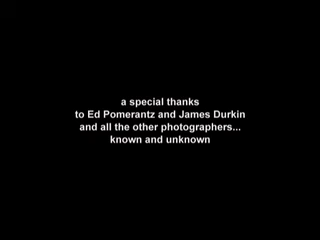 a special thanks
to Ed Pomerantz and James Durkin
and all the other photographers...
known and unknown